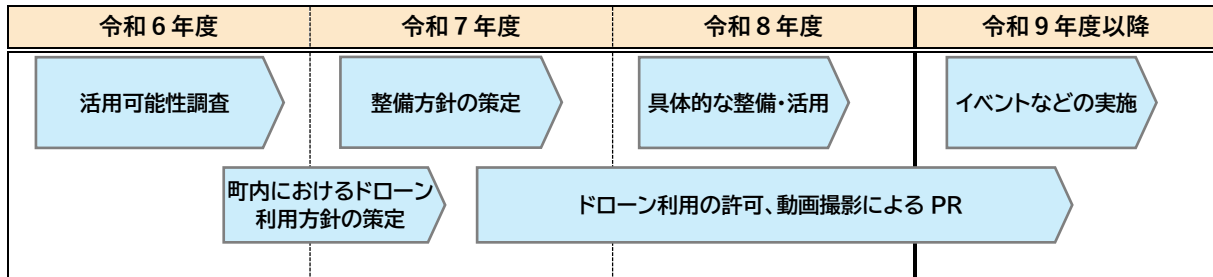 令和6年度
令和7年度
令和8年度
令和9年度以降
活用可能性調査
整備方針の策定
具体的な整備・活用
イベントなどの実施
町内におけるドローン
利用方針の策定
ドローン利用の許可、動画撮影による PR